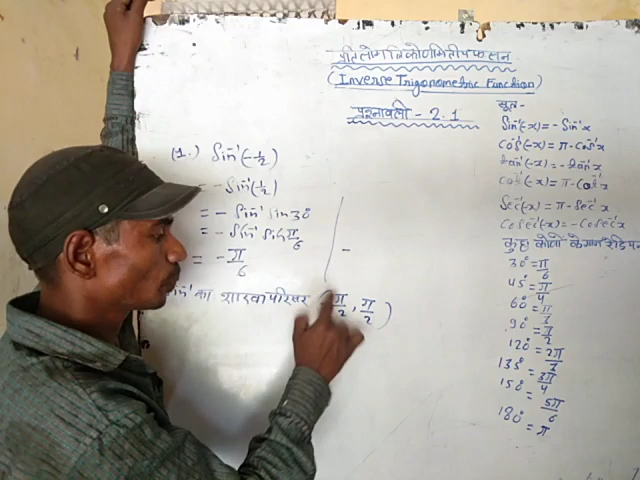 प्रतिलोम त्रिकोणमितीय फलन
(Inverse Trigonometric Function)
प्रश्नावली - 2.1
(1.) Sin⁻¹(-1/2)
- Sin⁻¹(1/2)
= - Sin⁻¹ Sin 30°
= - Sin⁻¹ Sin π/6
= - π/6
का शाखा परिसर
π/2, π/2)
सूत्र -
Sin⁻¹(-x) = - Sin⁻¹x
Cos⁻¹(-x) = π - Cos⁻¹x
tan⁻¹(-x) = - tan⁻¹x
Cot⁻¹(-x) = π - Cot⁻¹x
Sec⁻¹(-x) = π - Sec⁻¹x
Cosec⁻¹(-x) = - Cosec⁻¹x
कुछ कोणों के मान
30° = π/6
45° = π/4
60° = π/3
90° = π/2
120° = 2π/3
135° = 3π/4
150° = 5π/6
180° = π